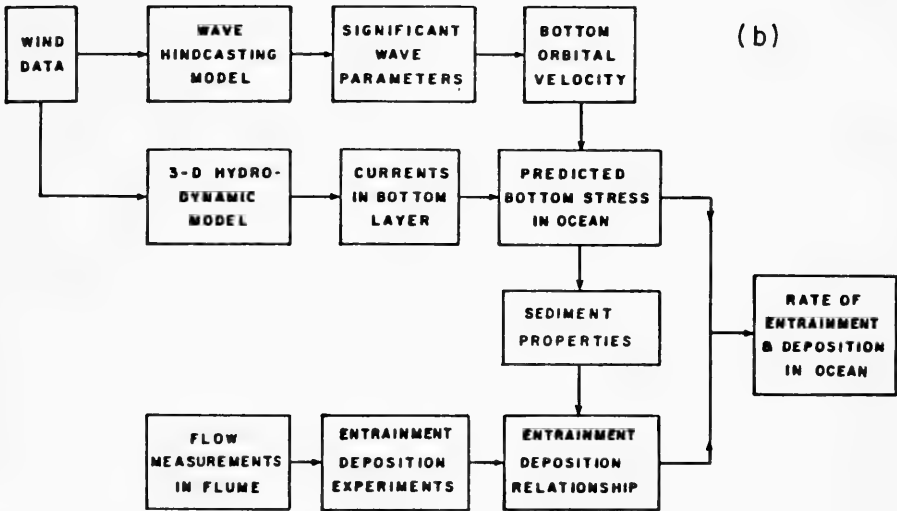 (b)
WIND
DATA
WAVE
HINDCASTING
MODEL
SIGNIFICANT
WAVE
PARAMETERS
BOTTOM
ORBITAL
VELOCITY
3-D HYDRO-
DYNAMIC
MODEL
CURRENTS
IN BOTTOM
LAYER
PREDICTED
BOTTOM STRESS
IN OCEAN
SEDIMENT
PROPERTIES
RATE OF
ENTRAINMENT
& DEPOSITION
IN OCEAN
FLOW
MEASUREMENTS
IN FLUME
ENTRAINMENT
DEPOSITION
EXPERIMENTS
ENTRAINMENT
DEPOSITION
RELATIONSHIP